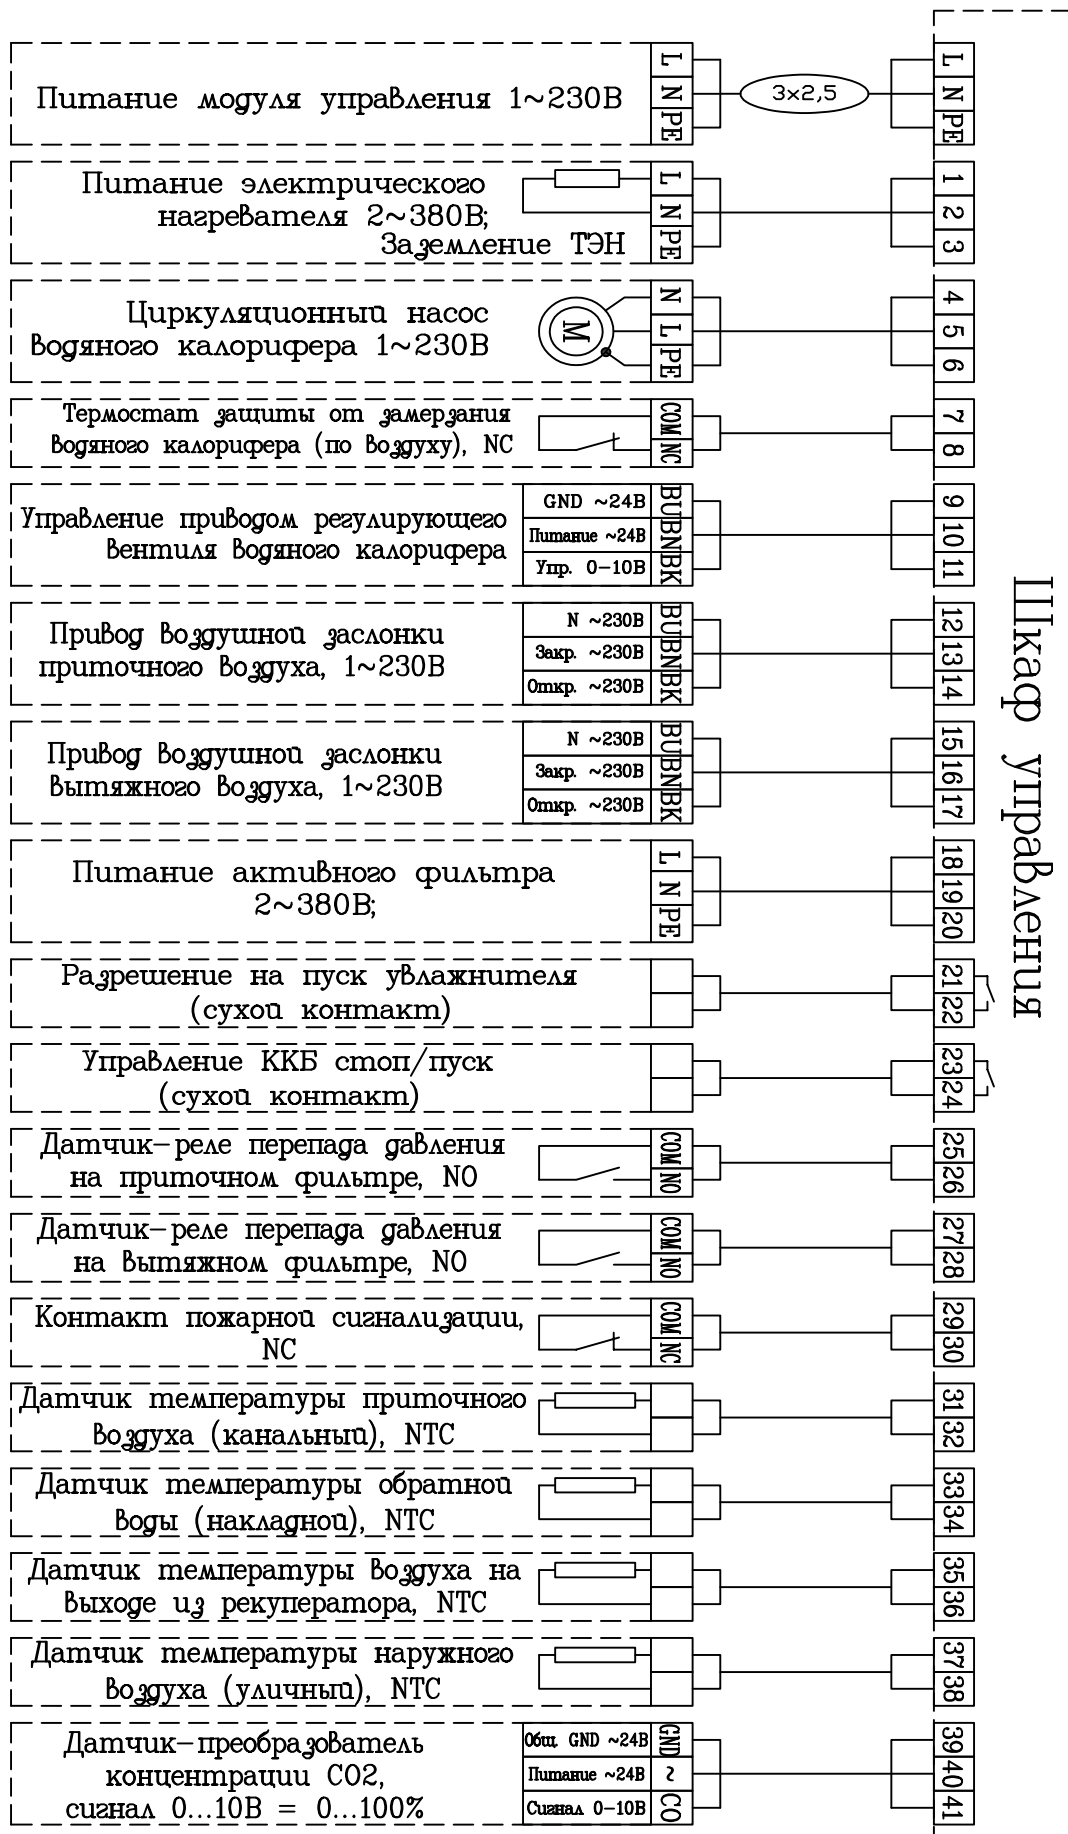 Питание модуля управления 1~230В
L N PE
3x2,5
L N PE
Питание электрического
нагревателя 2~380В;
Заземление ТЭН
L N PE
1 2 3
Циркуляционный насос
водяного калорифера 1~230В
M
N L PE
4 5 6
Термостат защиты от замерзания
водяного калорифера (по воздуху), NC
COM NC
7 8
Управление приводом регулирующего
вентиля водяного калорифера
GND ~24В
Питание ~24В
Упр. 0-10В
BU BN BK
9 10 11
Привод воздушной заслонки
приточного воздуха, 1~230В
N ~230В
Закр. ~230В
Откр. ~230В
BU BN BK
12 13 14
Привод воздушной заслонки
вытяжного воздуха, 1~230В
N ~230В
Закр. ~230В
Откр. ~230В
BU BN BK
15 16 17
Питание активного фильтра
2~380В;
L N PE
18 19 20
Разрешение на пуск увлажнителя
(сухой контакт)
21 22
Управление ККБ стоп/пуск
(сухой контакт)
23 24
Датчик-реле перепада давления
на приточном фильтре, NO
COM NO
25 26
Датчик-реле перепада давления
на вытяжном фильтре, NO
COM NO
27 28
Контакт пожарной сигнализации,
NC
COM NC
29 30
Датчик температуры приточного
воздуха (канальный), NTC
31 32
Датчик температуры обратной
воды (накладной), NTC
33 34
Датчик температуры воздуха на
выходе из рекуператора, NTC
35 36
Датчик температуры наружного
воздуха (уличный), NTC
37 38
Датчик-преобразователь
концентрации CO2,
сигнал 0...10В = 0...100%
Общ. GND ~24В
Питание ~24В
Сигнал 0-10В
GND ~ CO
39 40 41
Шкаф управления